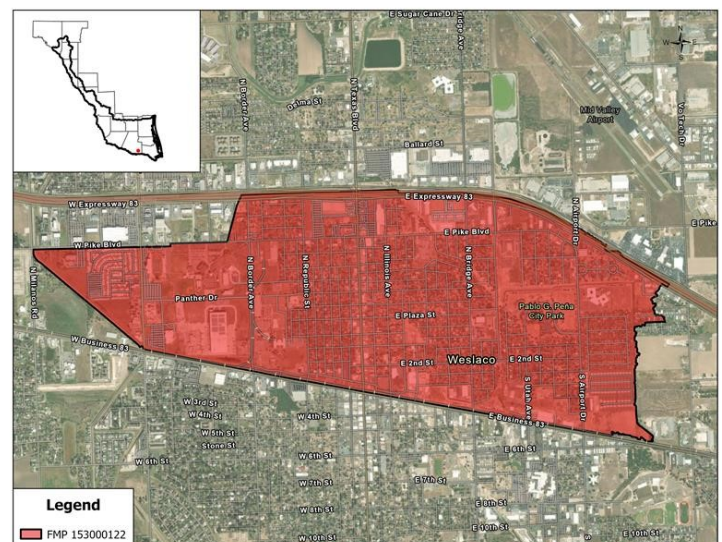 E Sugar Cane Dr
N
W
N Border Ave
N Texas Blvd
Delma St
Mid Valley
Airport
Ballard St
W Expressway 83
E Expressway 83
N Airport Dr
E Pike
W Pike Blvd
E Pike Blvd
N Milanos Rd
N Border Ave
N Republic St
N Illinois Ave
N Bridge Ave
Panther Dr
Pablo G. Peña
City Park
E Plaza St
W Business 83
E 2nd St
Weslaco
E 2nd St
S Utah Ave
S Airport Dr
W 3rd St
W 4th St
W 4th St
E Business 83
W 5th St
Stone St
W 6th St
W 6th St
E 6th St
W 7th St
E 7th St
W 8th St
E 8th St
W 10th St
E 10th St
E 10th St
Legend
FMP 153000122